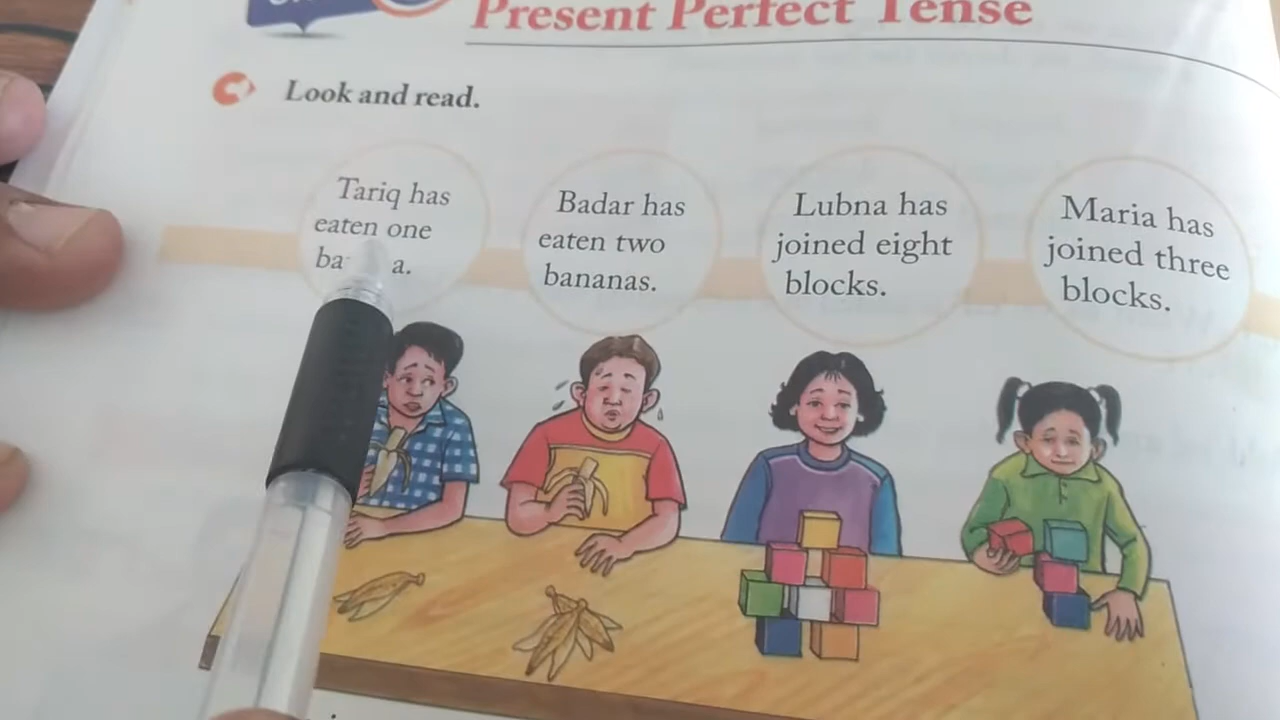 Present Perfect Tense
Look and read.
Tariq has
eaten one
Badar has
eaten two
bananas.
Lubna has
joined eight
blocks.
Maria has
joined three
blocks.